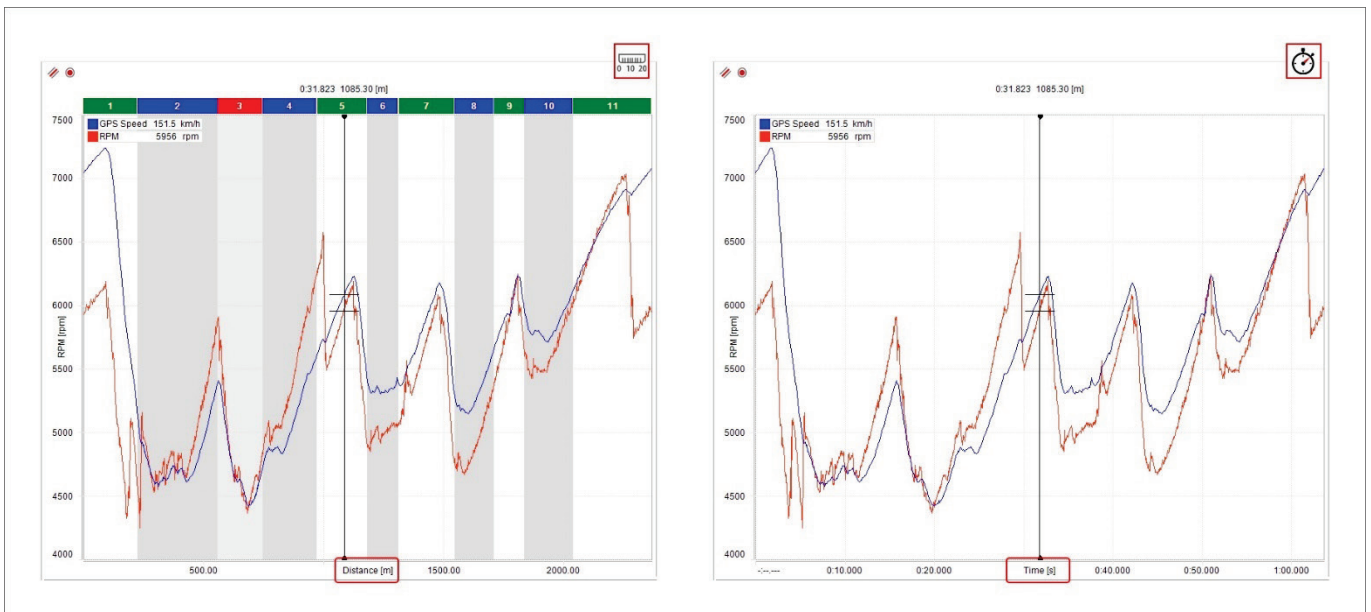 0 10 20
0:31.823 1085.30 [m]
1 2 3 4 5 6 7 8 9 10 11
7500
GPS Speed 151.5 km/h
RPM 5956 rpm
7000
6500
6000
RPM [rpm]
5500
5000
4500
4000
500.00 Distance [m] 1500.00 2000.00
0:31.823 1085.30 [m]
7500
GPS Speed 151.5 km/h
RPM 5956 rpm
7000
6500
6000
RPM [rpm]
5500
5000
4500
4000
-:--.--- 0:10.000 0:20.000 Time [s] 0:40.000 0:50.000 1:00.000